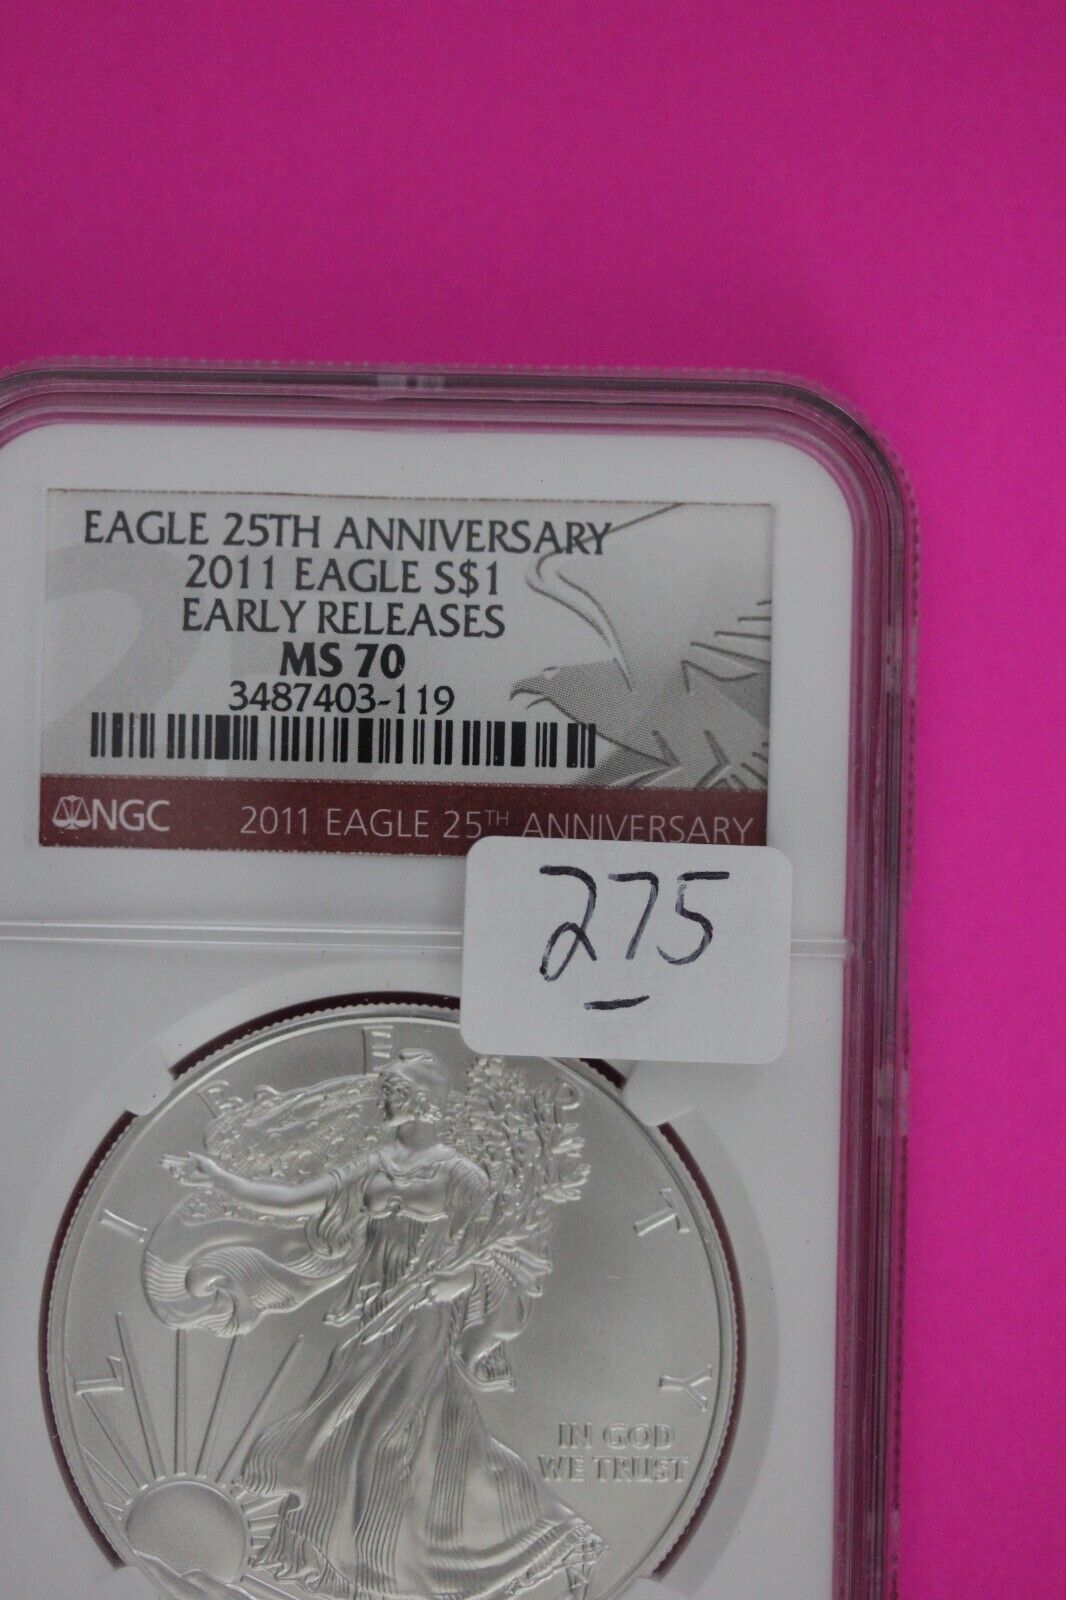 EAGLE 25TH ANNIVERSARY
2011 EAGLE S$1
EARLY RELEASES
MS 70
3487403-119
NGC 2011 EAGLE 25TH ANNIVERSARY
275
LIBERTY
IN GOD
WE TRUST